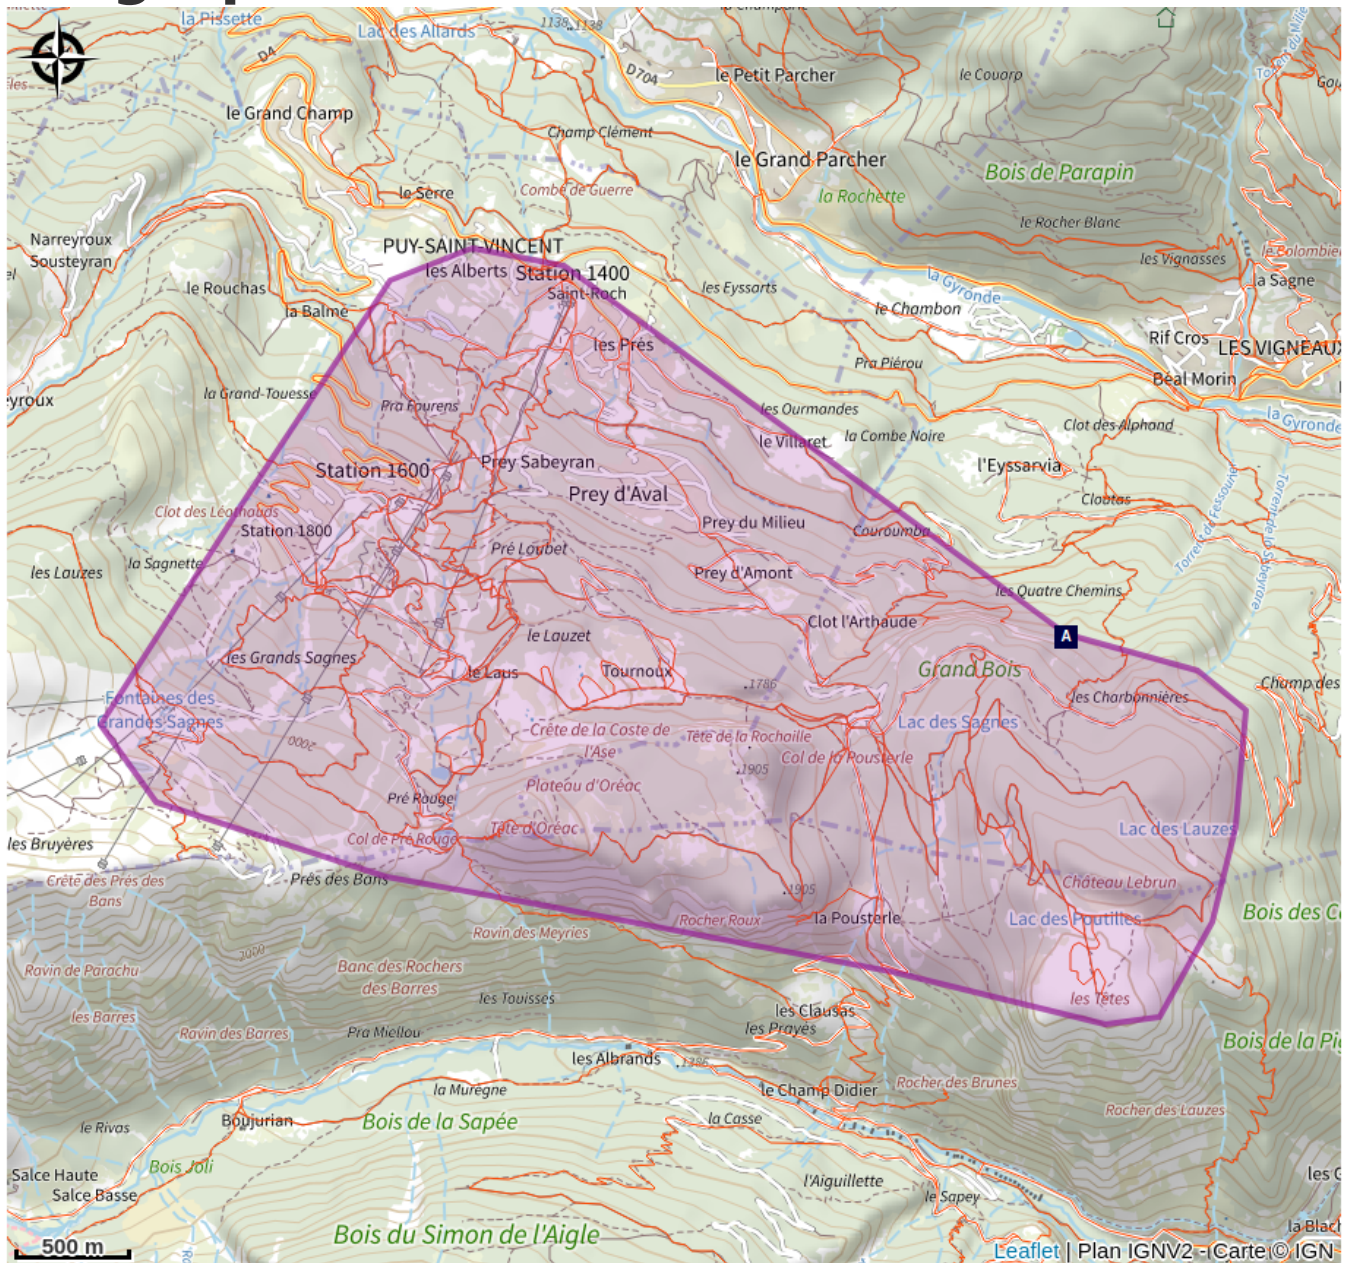 la Pissette
Lac des Allards
1138
1138
D4
D704
le Petit Parcher
le Couarp
le Grand Champ
Champ Clément
le Grand Parcher
Bois de Parapin
la Rochette
le Serre
Combe de Guerre
le Rocher Blanc
Narreyroux
Sousteyran
PUY-SAINT-VINCENT
les Alberts
Station 1400
Saint-Roch
les Vignasses
la Sagne
le Rouchas
les Eyssarts
la Gyronde
la Balme
le Chambon
Rif Cros
LES VIGNEAUX
les Prés
Pra Piérou
Béal Morin
la Grand-Touesse
Pra Fourens
les Ourmandes
la Gyronde
le Villaret
la Combe Noire
Clot des Alphand
Station 1600
Prey Sabeyran
l'Eyssarvia
Prey d'Aval
Cloutas
Clot des Léothauds
Station 1800
Prey du Milieu
Couroumba
Pré Loubet
la Sagnette
les Lauzes
Prey d'Amont
les Quatre Chemins
Clot l'Arthaude
A
le Lauzet
les Grands Sagnes
le Laus
Tournoux
Grand Bois
1786
les Charbonnières
Champ des
Fontaines des
Grandes Sagnes
Lac des Sagnes
Crête de la Coste de
l'Ase
Tête de la Rochaille
2000
Col de la Pousterle
1905
Plateau d'Oréac
Pré Rouge
Tête d'Oréac
Lac des Lauzes
Col de Pré Rouge
les Bruyères
Crête des Prés des
Bans
Prés des Bans
1905
Château Lebrun
Rocher Roux
la Pousterle
Lac des Poutilles
Ravin des Meyries
2000
Ravin de Parachu
Banc des Rochers
des Barres
les Touisses
les Têtes
les Barres
Ravin des Barres
Pra Miellou
les Clausas
les Prayes
les Albrands
1386
la Muregne
le Champ Didier
Rocher des Brunes
Rocher des Lauzes
le Rivas
Boujurian
Bois de la Sapée
la Casse
Bois Joli
Salce Haute
Salce Basse
l'Aiguillette
le Sapey
Bois du Simon de l'Aigle
500 m
Leaflet | Plan IGNV2 - Carte © IGN